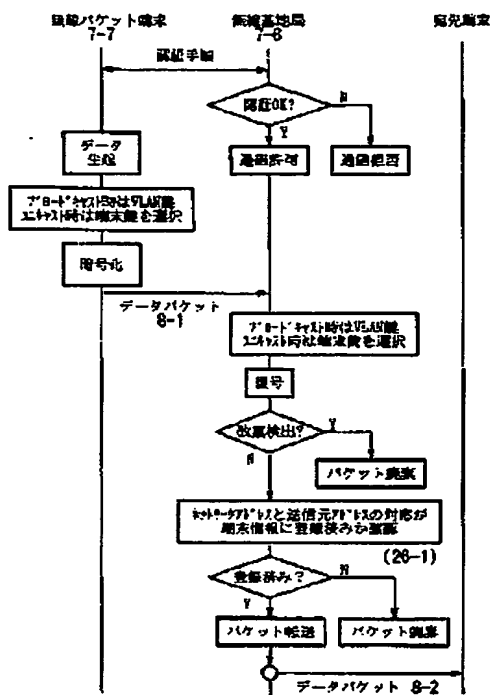 無線パケット端末 無線基地局 宛先端末
7-7 7-8
認証手順
認証OK?
N
Y
データ
生起
通信許可 通信拒否
ブロードキャスト時はVLAN鍵
ユニキャスト時は端末鍵を選択
暗号化
データパケット
8-1
ブロードキャスト時はVLAN鍵
ユニキャスト時は端末鍵を選択
復号
改竄検出?
Y
N
パケット廃棄
ネットワークアドレスと送信元アドレスの対応が
端末情報に登録済みか確認
(26-1)
登録済み?
N
Y
パケット転送 パケット廃棄
データパケット 8-2